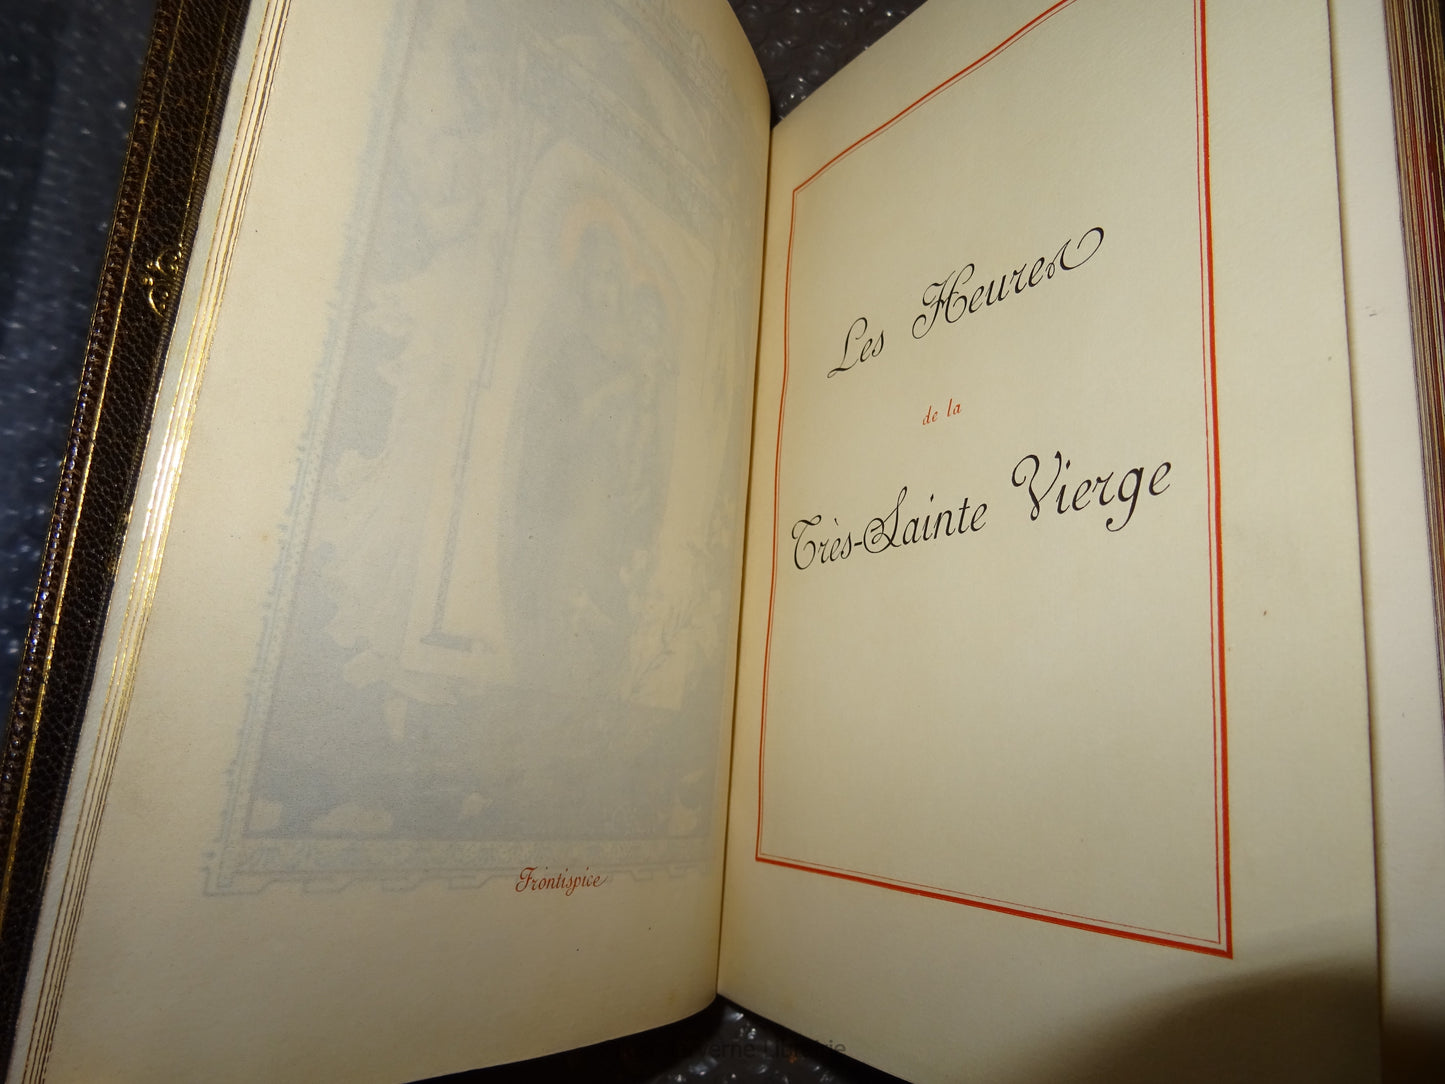 Frontispice
Les Heures
de la
Très-Sainte Vierge